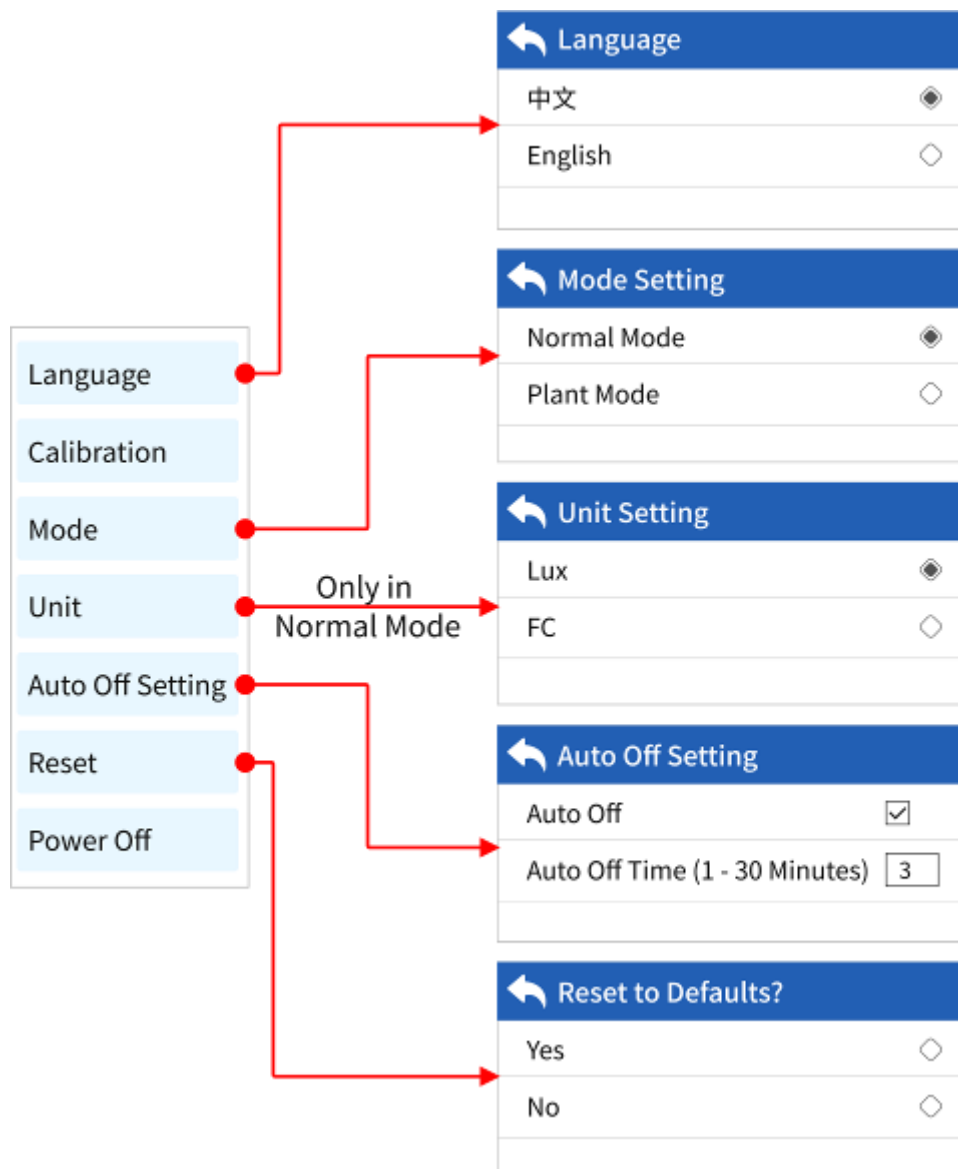 Language
Calibration
Mode
Unit
Auto Off Setting
Reset
Power Off
Only in
Normal Mode
Language
中文
English
Mode Setting
Normal Mode
Plant Mode
Unit Setting
Lux
FC
Auto Off Setting
Auto Off
Auto Off Time (1 - 30 Minutes) 3
Reset to Defaults?
Yes
No